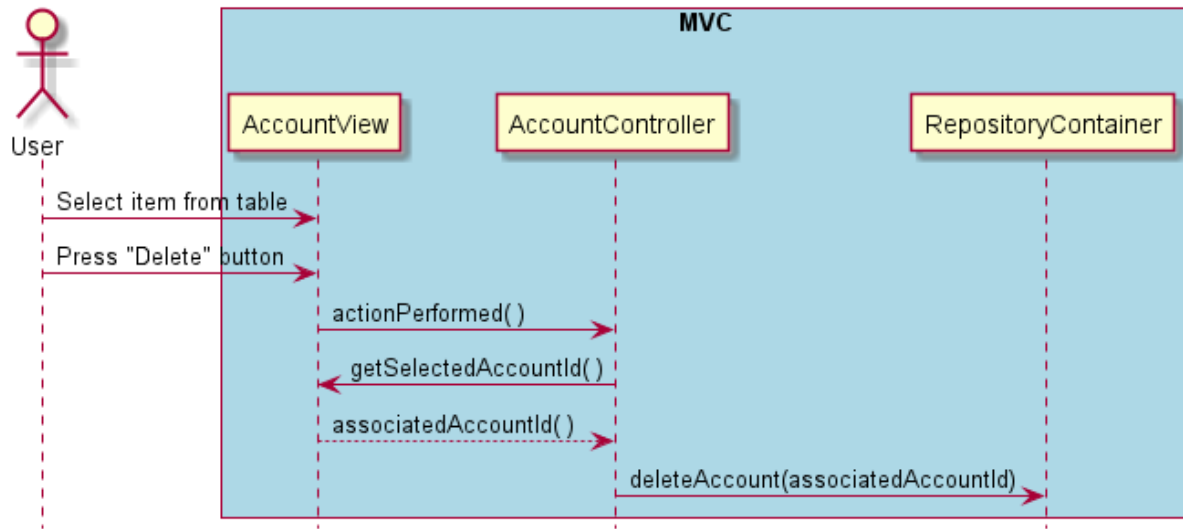 MVC
User
AccountView
AccountController
RepositoryContainer
Select item from table
Press "Delete" button
actionPerformed( )
getSelectedAccountId( )
associatedAccountId( )
deleteAccount(associatedAccountId)